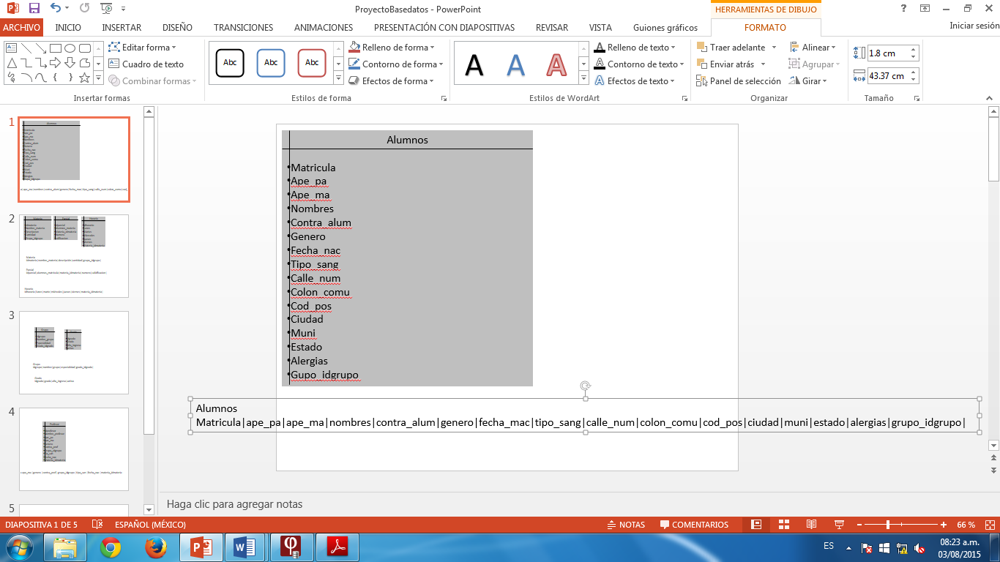 ProyectoBasedatos - PowerPoint
HERRAMIENTAS DE DIBUJO
?
ARCHIVO INICIO INSERTAR DISEÑO TRANSICIONES ANIMACIONES PRESENTACIÓN CON DIAPOSITIVAS REVISAR VISTA Guiones gráficos FORMATO Iniciar sesión
Editar forma
Cuadro de texto
Combinar formas
Insertar formas
Abc Abc Abc
Relleno de forma
Contorno de forma
Efectos de forma
Estilos de forma
A A A
Relleno de texto
Contorno de texto
Efectos de texto
Estilos de WordArt
Traer adelante
Enviar atrás
Panel de selección
Alinear
Agrupar
Girar
Organizar
1.8 cm
43.37 cm
Tamaño
1
2
3
4
5
Alumnos
•Matricula
•Ape_pa
•Ape_ma
•Nombres
•Contra_alum
•Genero
•Fecha_nac
•Tipo_sang
•Calle_num
•Colon_comu
•Cod_pos
•Ciudad
•Muni
•Estado
•Alergias
•Gupo_idgrupo
Alumnos
Matricula|ape_pa|ape_ma|nombres|contra_alum|genero|fecha_mac|tipo_sang|calle_num|colon_comu|cod_pos|ciudad|muni|estado|alergias|grupo_idgrupo|
Haga clic para agregar notas
DIAPOSITIVA 1 DE 5 ESPAÑOL (MÉXICO) NOTAS COMENTARIOS 66 %
ES
08:23 a.m.
03/08/2015